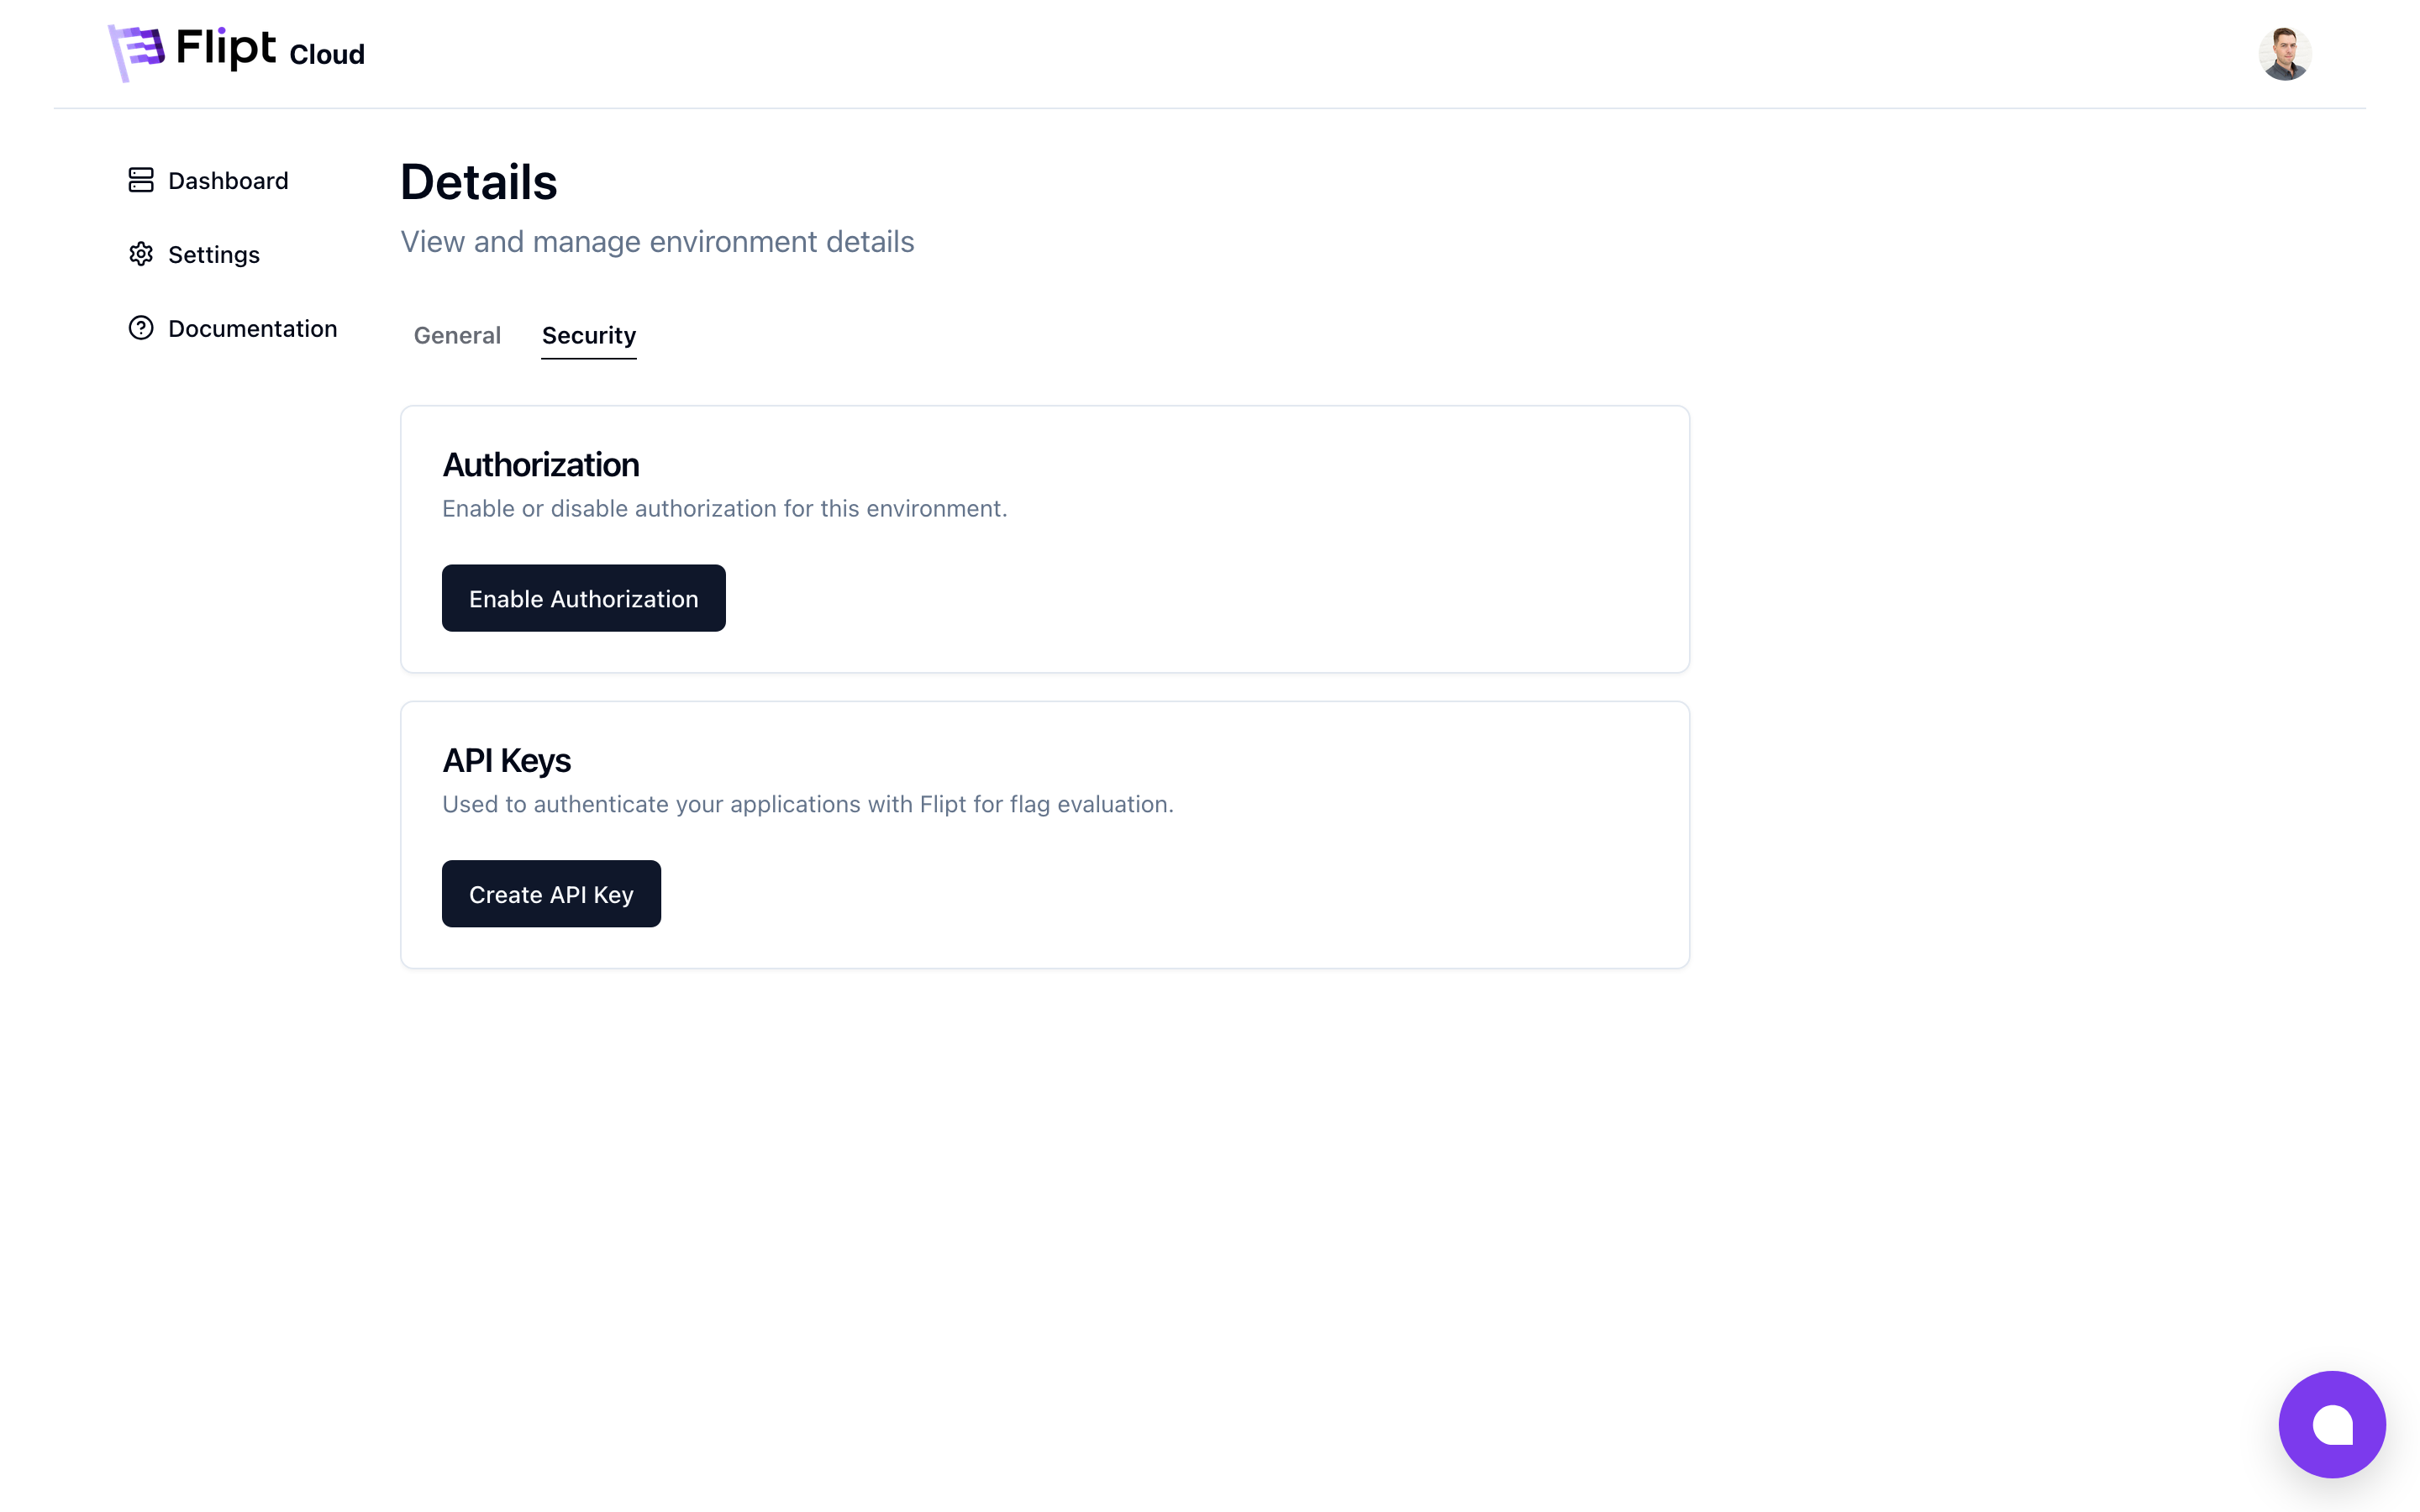 Flipt Cloud
Dashboard
Settings
Documentation
Details
View and manage environment details
General Security
Authorization
Enable or disable authorization for this environment.
Enable Authorization
API Keys
Used to authenticate your applications with Flipt for flag evaluation.
Create API Key